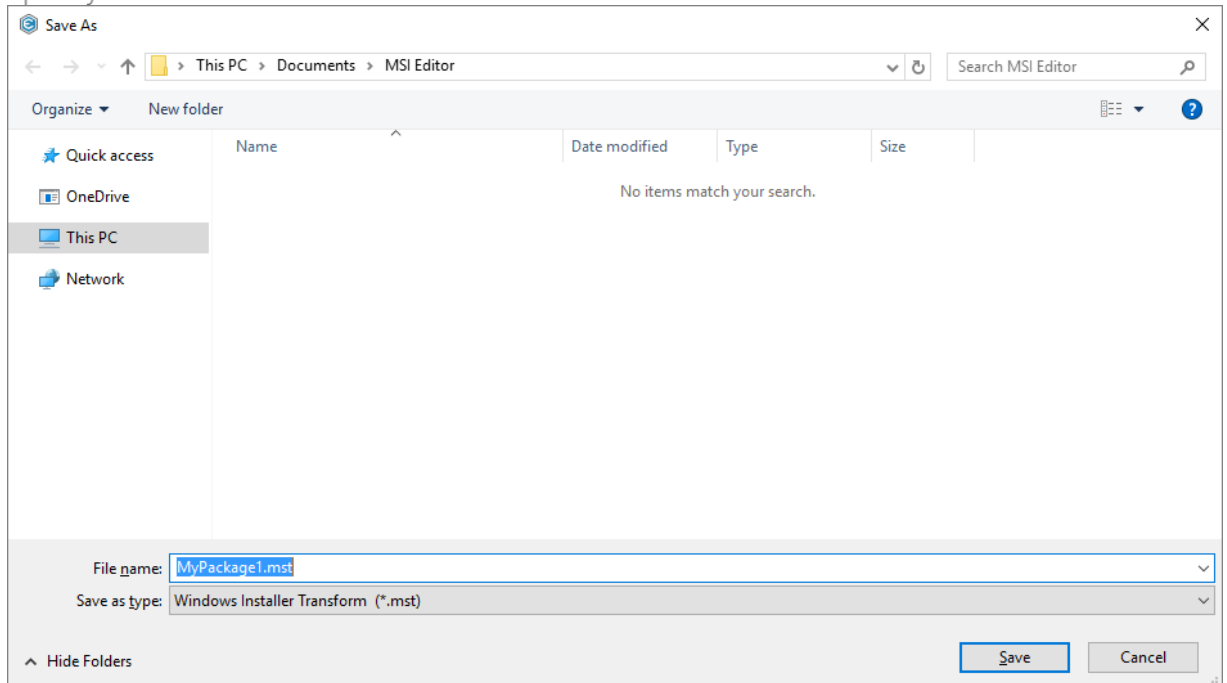 Save As
This PC > Documents > MSI Editor
Search MSI Editor
Organize
New folder
Quick access
OneDrive
This PC
Network
Name
Date modified
Type
Size
No items match your search.
File name: MyPackage1.mst
Save as type: Windows Installer Transform (*.mst)
Hide Folders
Save
Cancel